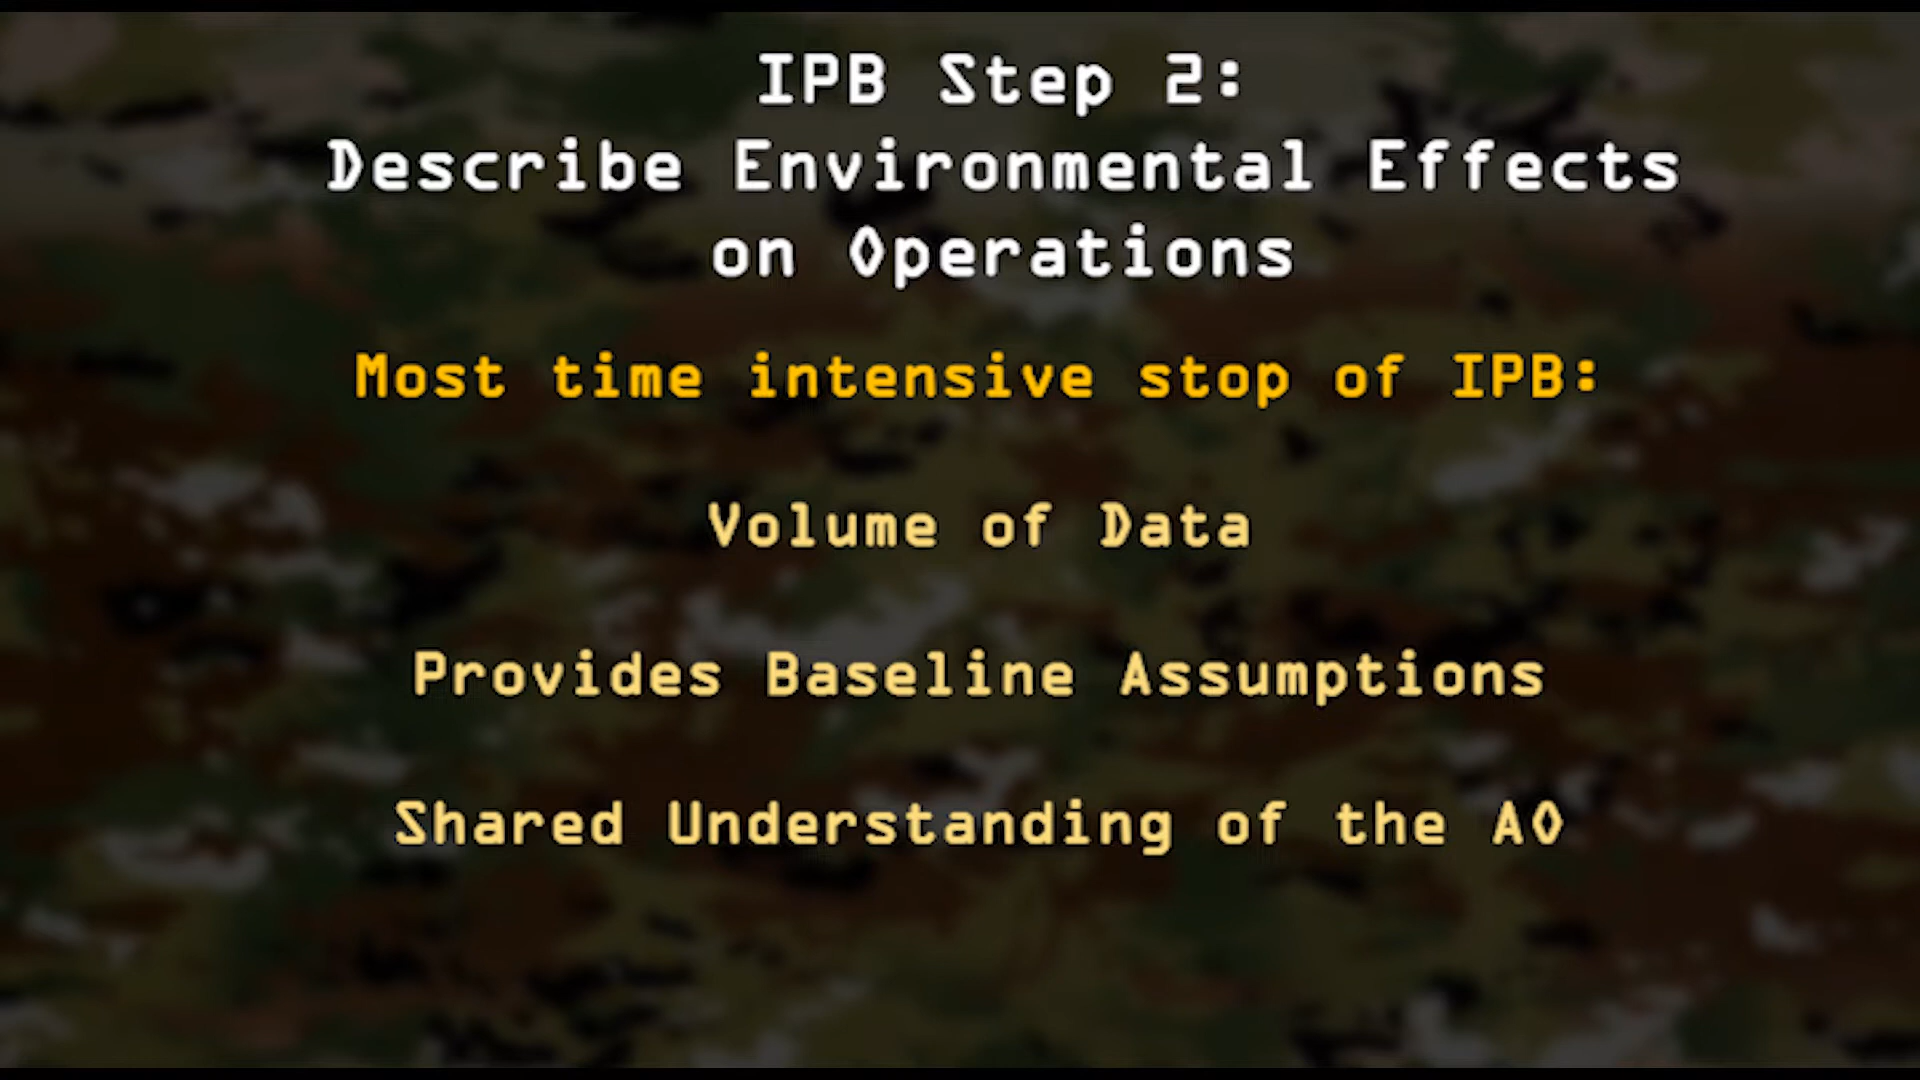 IPB Step 2:
Describe Environmental Effects
on Operations
Most time intensive stop of IPB:
Volume of Data
Provides Baseline Assumptions
Shared Understanding of the AO